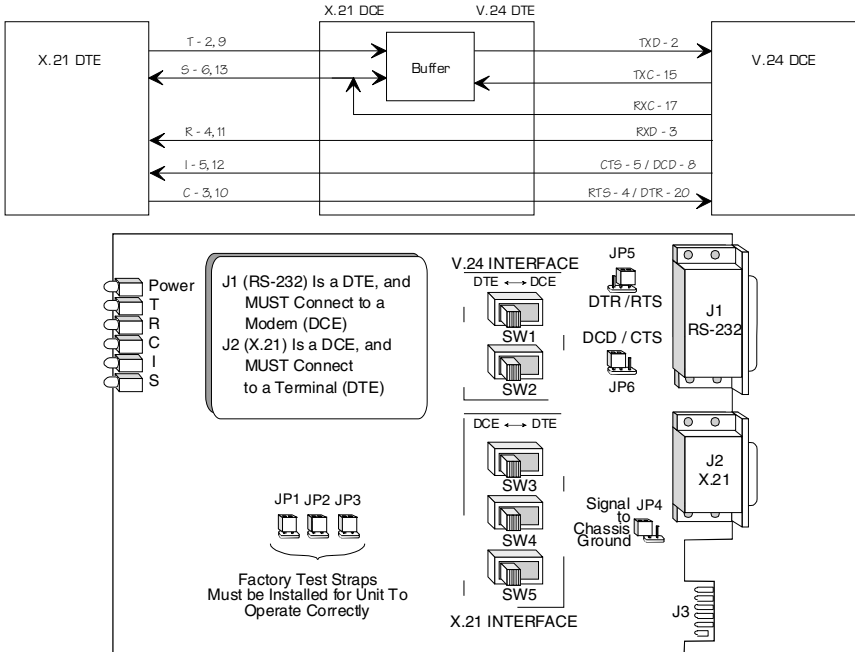 X.21 DCE
V.24 DTE
X.21 DTE
T - 2, 9
S - 6, 13
R - 4, 11
I - 5, 12
C - 3, 10
Buffer
TXD - 2
TXC - 15
RXC - 17
RXD - 3
CTS - 5 / DCD - 8
RTS - 4 / DTR - 20
V.24 DCE
Power
T
R
C
I
S
J1 (RS-232) Is a DTE, and
MUST Connect to a
Modem (DCE)
J2 (X.21) Is a DCE, and
MUST Connect
to a Terminal (DTE)
V.24 INTERFACE
DTE ↔ DCE
SW1
SW2
DCE ↔ DTE
SW3
SW4
SW5
X.21 INTERFACE
JP5
DTR / RTS
DCD / CTS
JP6
J1
RS-232
J2
X.21
Signal
to
Chassis
Ground
JP4
J3
JP1 JP2 JP3
Factory Test Straps
Must be Installed for Unit To
Operate Correctly